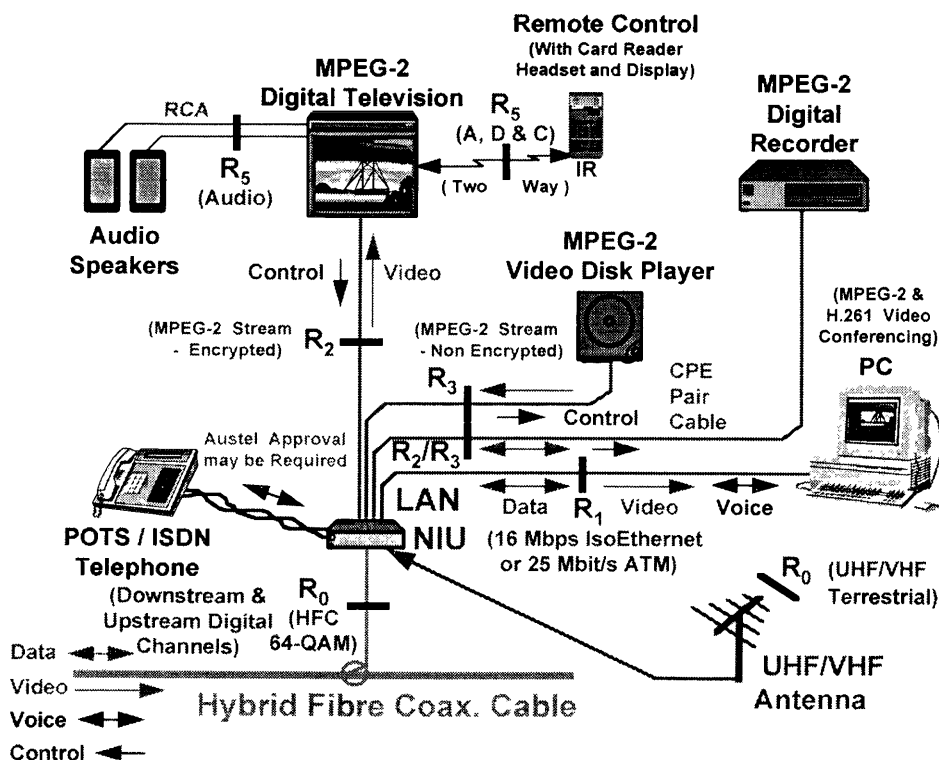 Remote Control
(With Card Reader
Headset and Display)
MPEG-2
Digital Television
MPEG-2
Digital
Recorder
RCA
R5
(Audio)
R5
(A, D & C)
( Two Way )
IR
Audio
Speakers
MPEG-2
Video Disk Player
Control
Video
(MPEG-2 Stream
- Encrypted)
R2
(MPEG-2 Stream
- Non Encrypted)
(MPEG-2 &
H.261 Video
Conferencing)
PC
R3
Control
CPE
Pair
Cable
Austel Approval
may be Required
R2/R3
LAN
NIU
Data
R1
Video
Voice
(16 Mbps IsoEthernet
or 25 Mbit/s ATM)
POTS / ISDN
Telephone
(Downstream &
Upstream Digital
Channels)
R0
(HFC
64-QAM)
R0
(UHF/VHF
Terrestrial)
UHF/VHF
Antenna
Data
Video
Voice
Control
Hybrid Fibre Coax. Cable